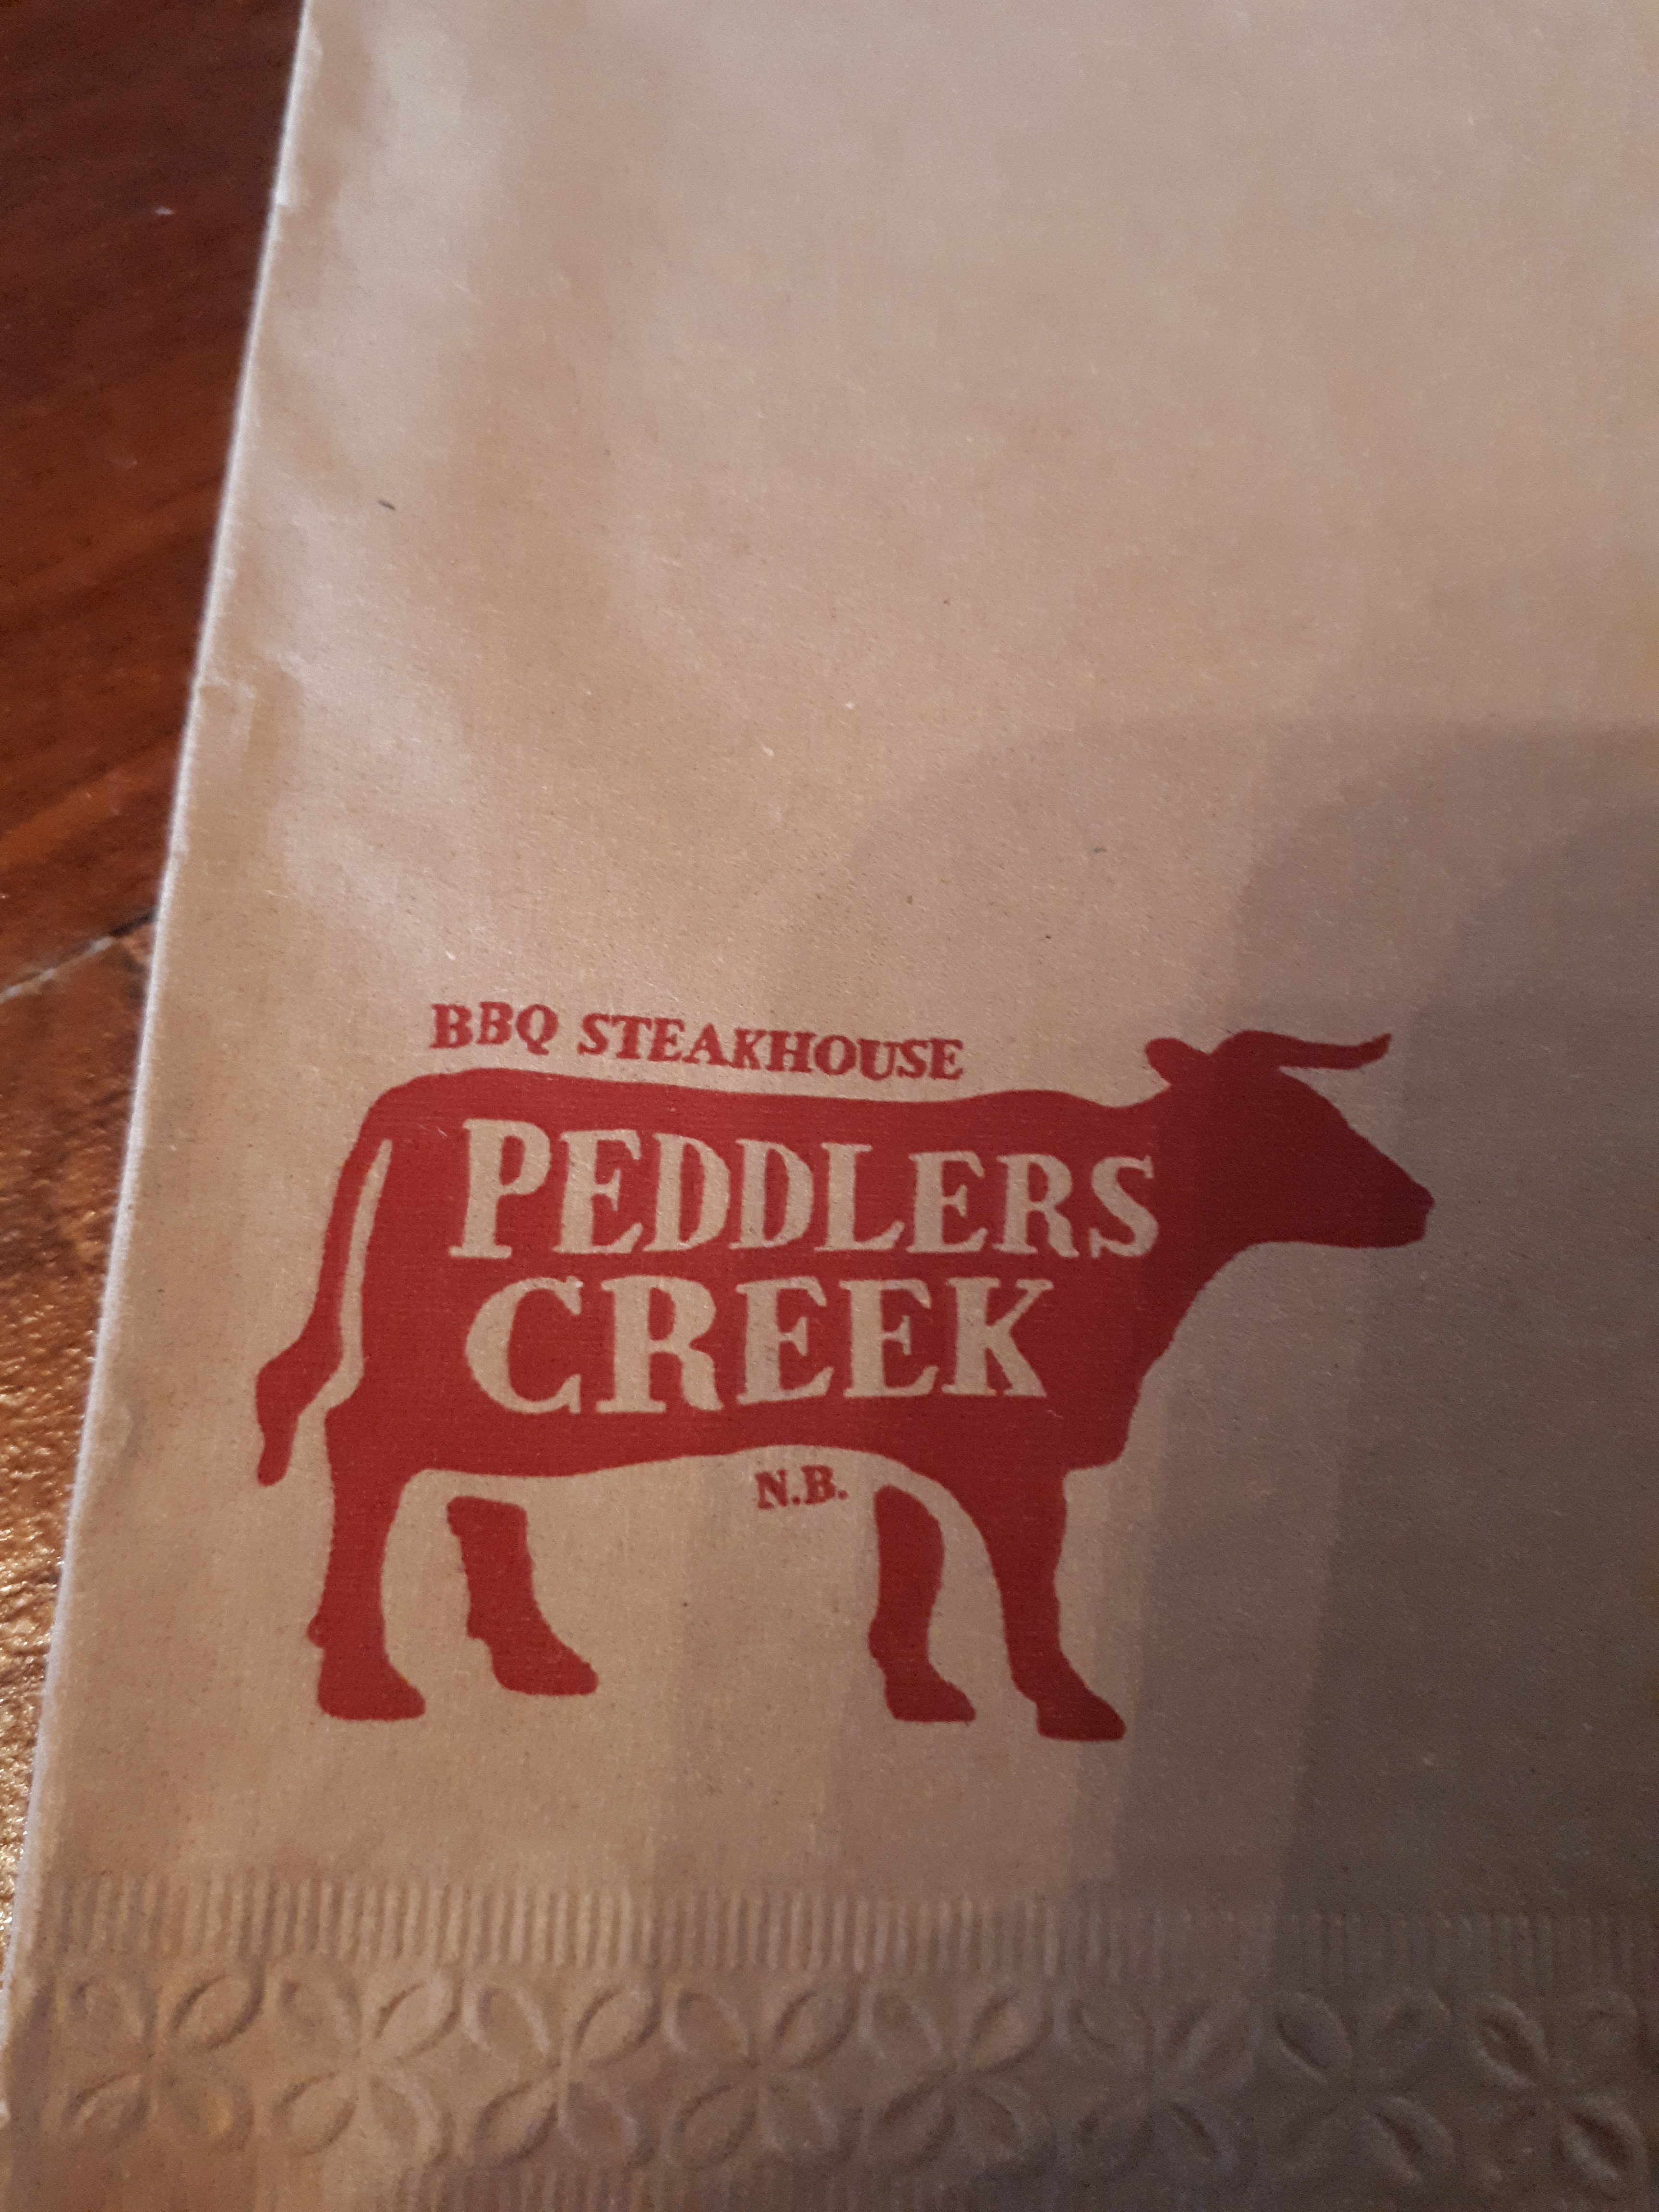 BBQ STEAKHOUSE
PEDDLERS
CREEK
N.B.